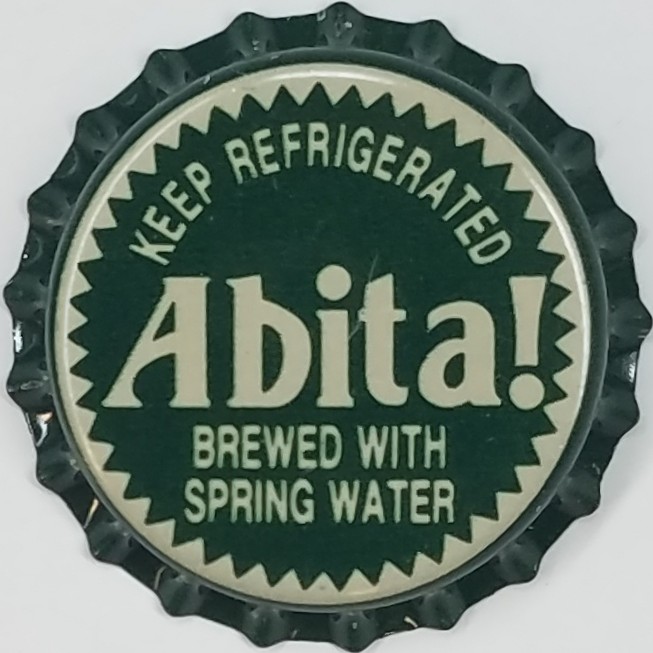 KEEP REFRIGERATED
Abita!
BREWED WITH
SPRING WATER